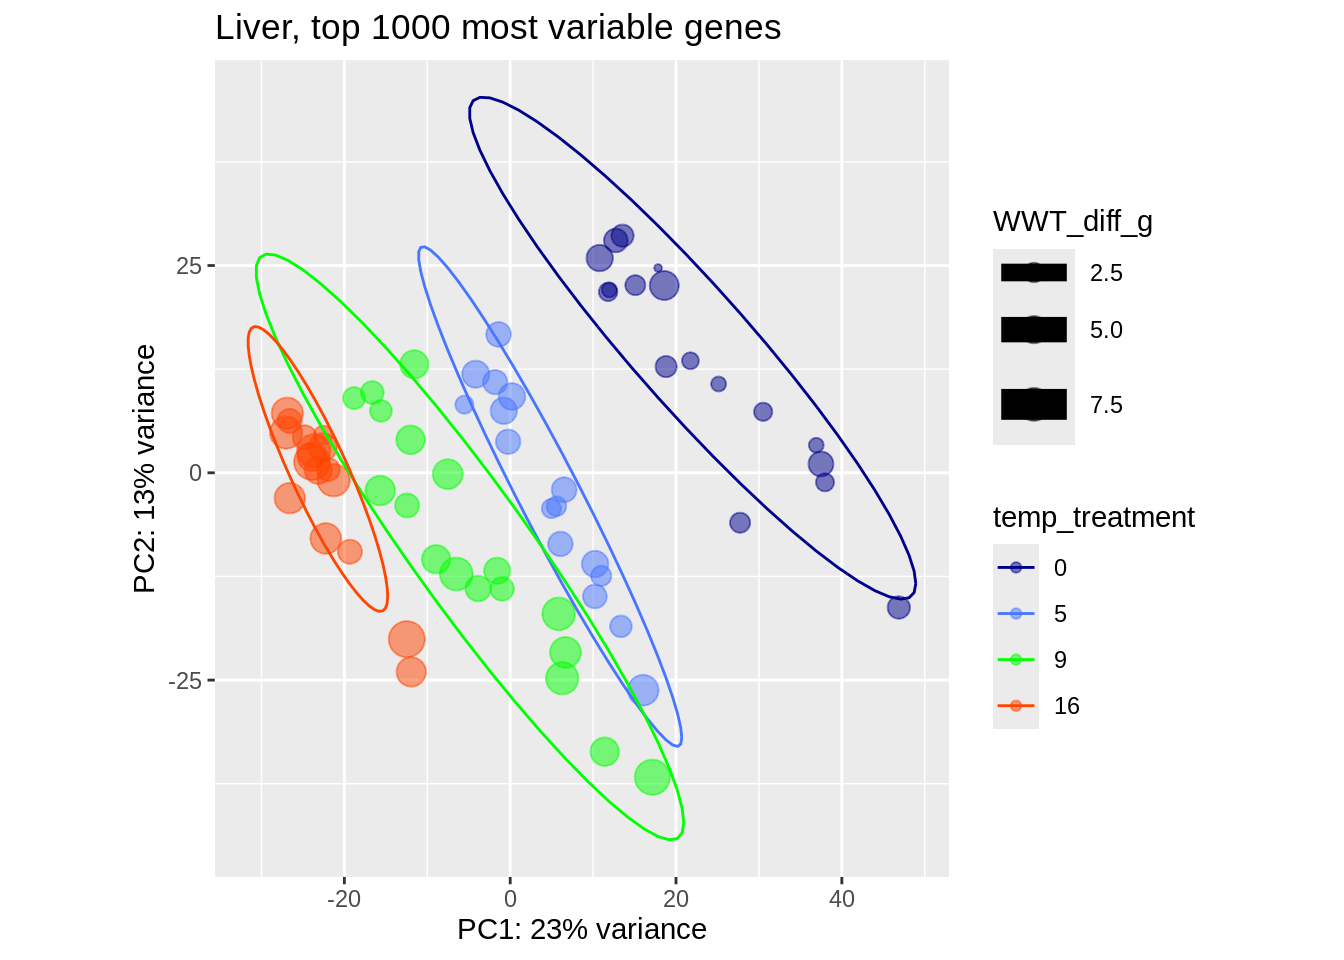 Liver, top 1000 most variable genes
PC2: 13% variance
25
0
-25
-20
0
20
40
PC1: 23% variance
WWT_diff_g
2.5
5.0
7.5
temp_treatment
0
5
9
16